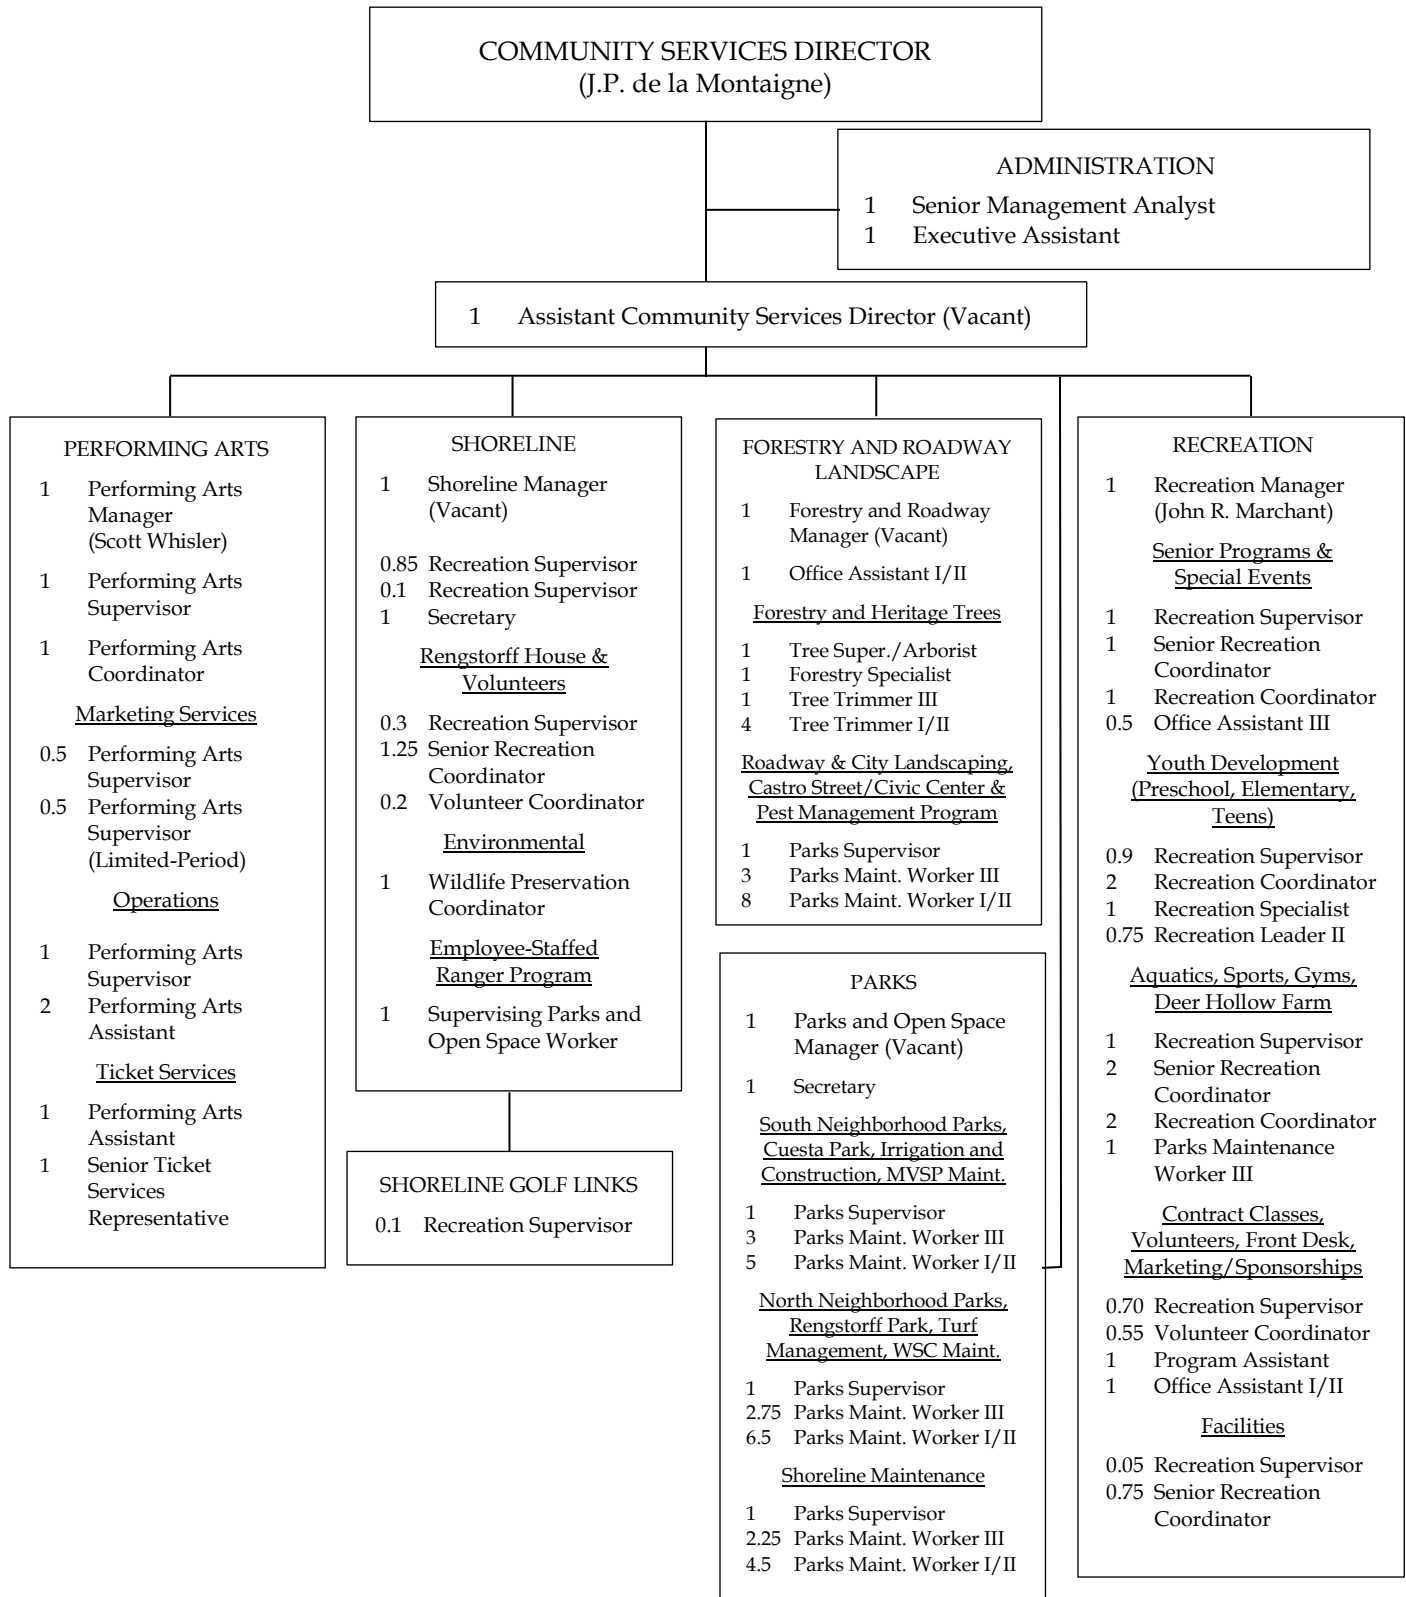 COMMUNITY SERVICES DIRECTOR
(J.P. de la Montaigne)
ADMINISTRATION
1 Senior Management Analyst
1 Executive Assistant
1 Assistant Community Services Director (Vacant)
PERFORMING ARTS
1 Performing Arts
Manager
(Scott Whisler)
1 Performing Arts
Supervisor
1 Performing Arts
Coordinator
Marketing Services
0.5 Performing Arts
Supervisor
0.5 Performing Arts
Supervisor
(Limited-Period)
Operations
1 Performing Arts
Supervisor
2 Performing Arts
Assistant
Ticket Services
1 Performing Arts
Assistant
1 Senior Ticket
Services
Representative
SHORELINE
1 Shoreline Manager
(Vacant)
0.85 Recreation Supervisor
0.1 Recreation Supervisor
1 Secretary
Rengstorff House &
Volunteers
0.3 Recreation Supervisor
1.25 Senior Recreation
Coordinator
0.2 Volunteer Coordinator
Environmental
1 Wildlife Preservation
Coordinator
Employee-Staffed
Ranger Program
1 Supervising Parks and
Open Space Worker
SHORELINE GOLF LINKS
0.1 Recreation Supervisor
FORESTRY AND ROADWAY
LANDSCAPE
1 Forestry and Roadway
Manager (Vacant)
1 Office Assistant I/II
Forestry and Heritage Trees
1 Tree Super./Arborist
1 Forestry Specialist
1 Tree Trimmer III
4 Tree Trimmer I/II
Roadway & City Landscaping,
Castro Street/Civic Center &
Pest Management Program
1 Parks Supervisor
3 Parks Maint. Worker III
8 Parks Maint. Worker I/II
PARKS
1 Parks and Open Space
Manager (Vacant)
1 Secretary
South Neighborhood Parks,
Cuesta Park, Irrigation and
Construction, MVSP Maint.
1 Parks Supervisor
3 Parks Maint. Worker III
5 Parks Maint. Worker I/II
North Neighborhood Parks,
Rengstorff Park, Turf
Management, WSC Maint.
1 Parks Supervisor
2.75 Parks Maint. Worker III
6.5 Parks Maint. Worker I/II
Shoreline Maintenance
1 Parks Supervisor
2.25 Parks Maint. Worker III
4.5 Parks Maint. Worker I/II
RECREATION
1 Recreation Manager
(John R. Marchant)
Senior Programs &
Special Events
1 Recreation Supervisor
1 Senior Recreation
Coordinator
1 Recreation Coordinator
0.5 Office Assistant III
Youth Development
(Preschool, Elementary,
Teens)
0.9 Recreation Supervisor
2 Recreation Coordinator
1 Recreation Specialist
0.75 Recreation Leader II
Aquatics, Sports, Gyms,
Deer Hollow Farm
1 Recreation Supervisor
2 Senior Recreation
Coordinator
2 Recreation Coordinator
1 Parks Maintenance
Worker III
Contract Classes,
Volunteers, Front Desk,
Marketing/Sponsorships
0.70 Recreation Supervisor
0.55 Volunteer Coordinator
1 Program Assistant
1 Office Assistant I/II
Facilities
0.05 Recreation Supervisor
0.75 Senior Recreation
Coordinator